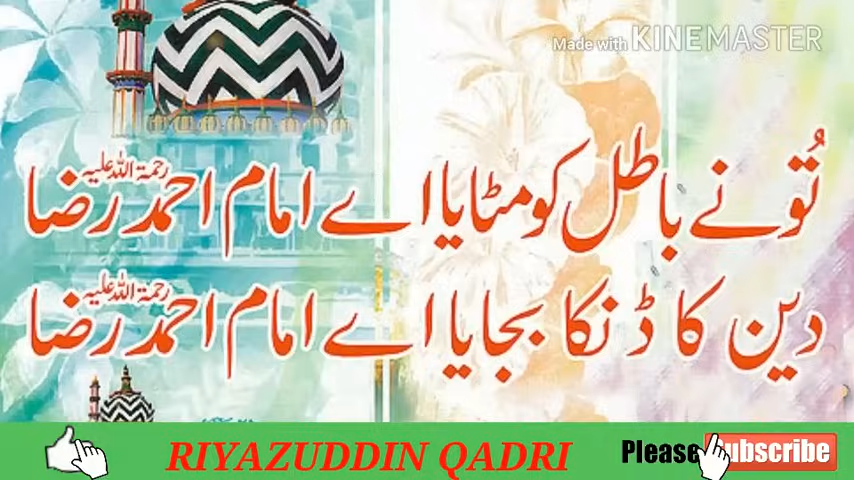 Made with KINEMASTER
تُو نے باطل کو مٹایا اے امام احمد رضا رحمۃ اللہ علیہ
دین کا ڈنکا بجایا اے امام احمد رضا رحمۃ اللہ علیہ
RIYAZUDDIN QADRI
Please Subscribe